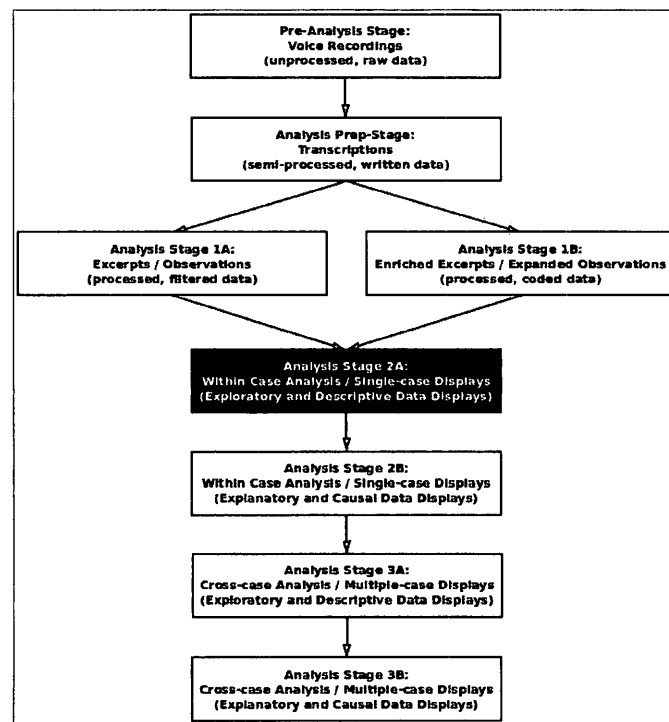 Pre-Analysis Stage:
Voice Recordings
(unprocessed, raw data)
Analysis Prep-Stage:
Transcriptions
(semi-processed, written data)
Analysis Stage 1A:
Excerpts / Observations
(processed, filtered data)
Analysis Stage 1B:
Enriched Excerpts / Expanded Observations
(processed, coded data)
Analysis Stage 2A:
Within Case Analysis / Single-case Displays
(Exploratory and Descriptive Data Displays)
Analysis Stage 2B:
Within Case Analysis / Single-case Displays
(Explanatory and Causal Data Displays)
Analysis Stage 3A:
Cross-case Analysis / Multiple-case Displays
(Exploratory and Descriptive Data Displays)
Analysis Stage 3B:
Cross-case Analysis / Multiple-case Displays
(Explanatory and Causal Data Displays)